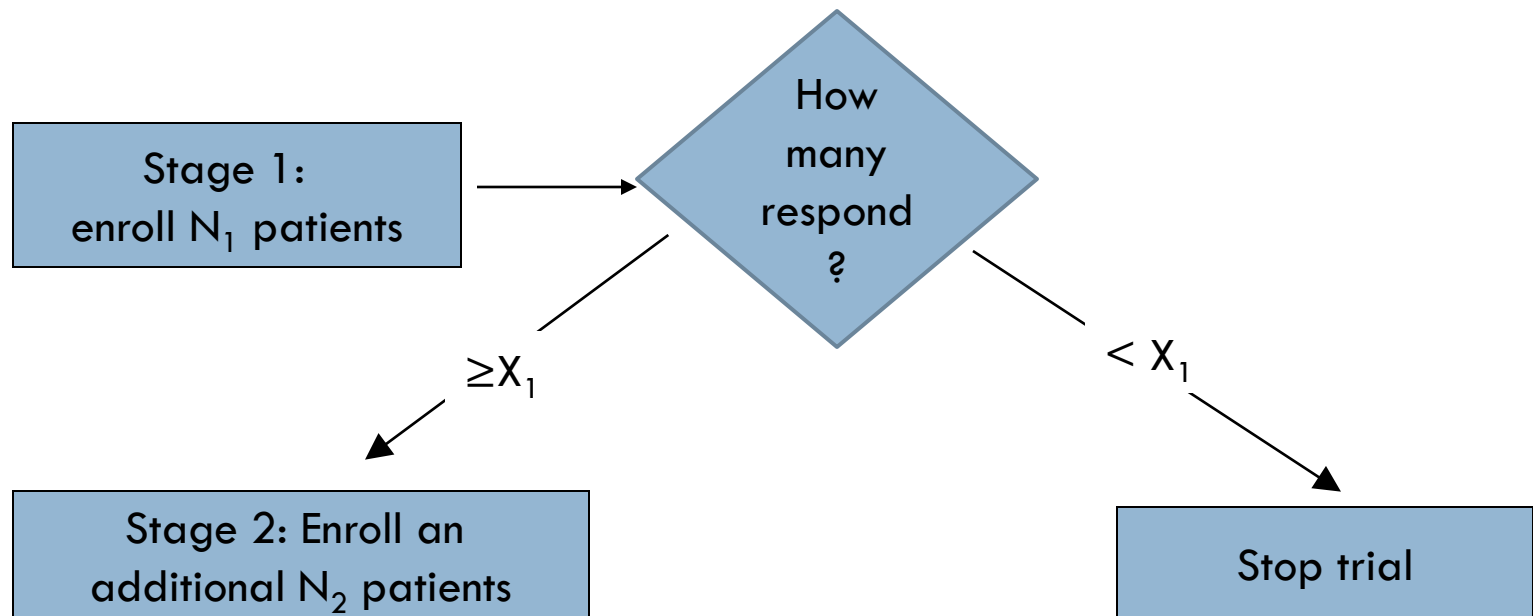 How
many
respond
?
Stage 1:
enroll N₁ patients
≥X₁
< X₁
Stage 2: Enroll an
additional N₂ patients
Stop trial